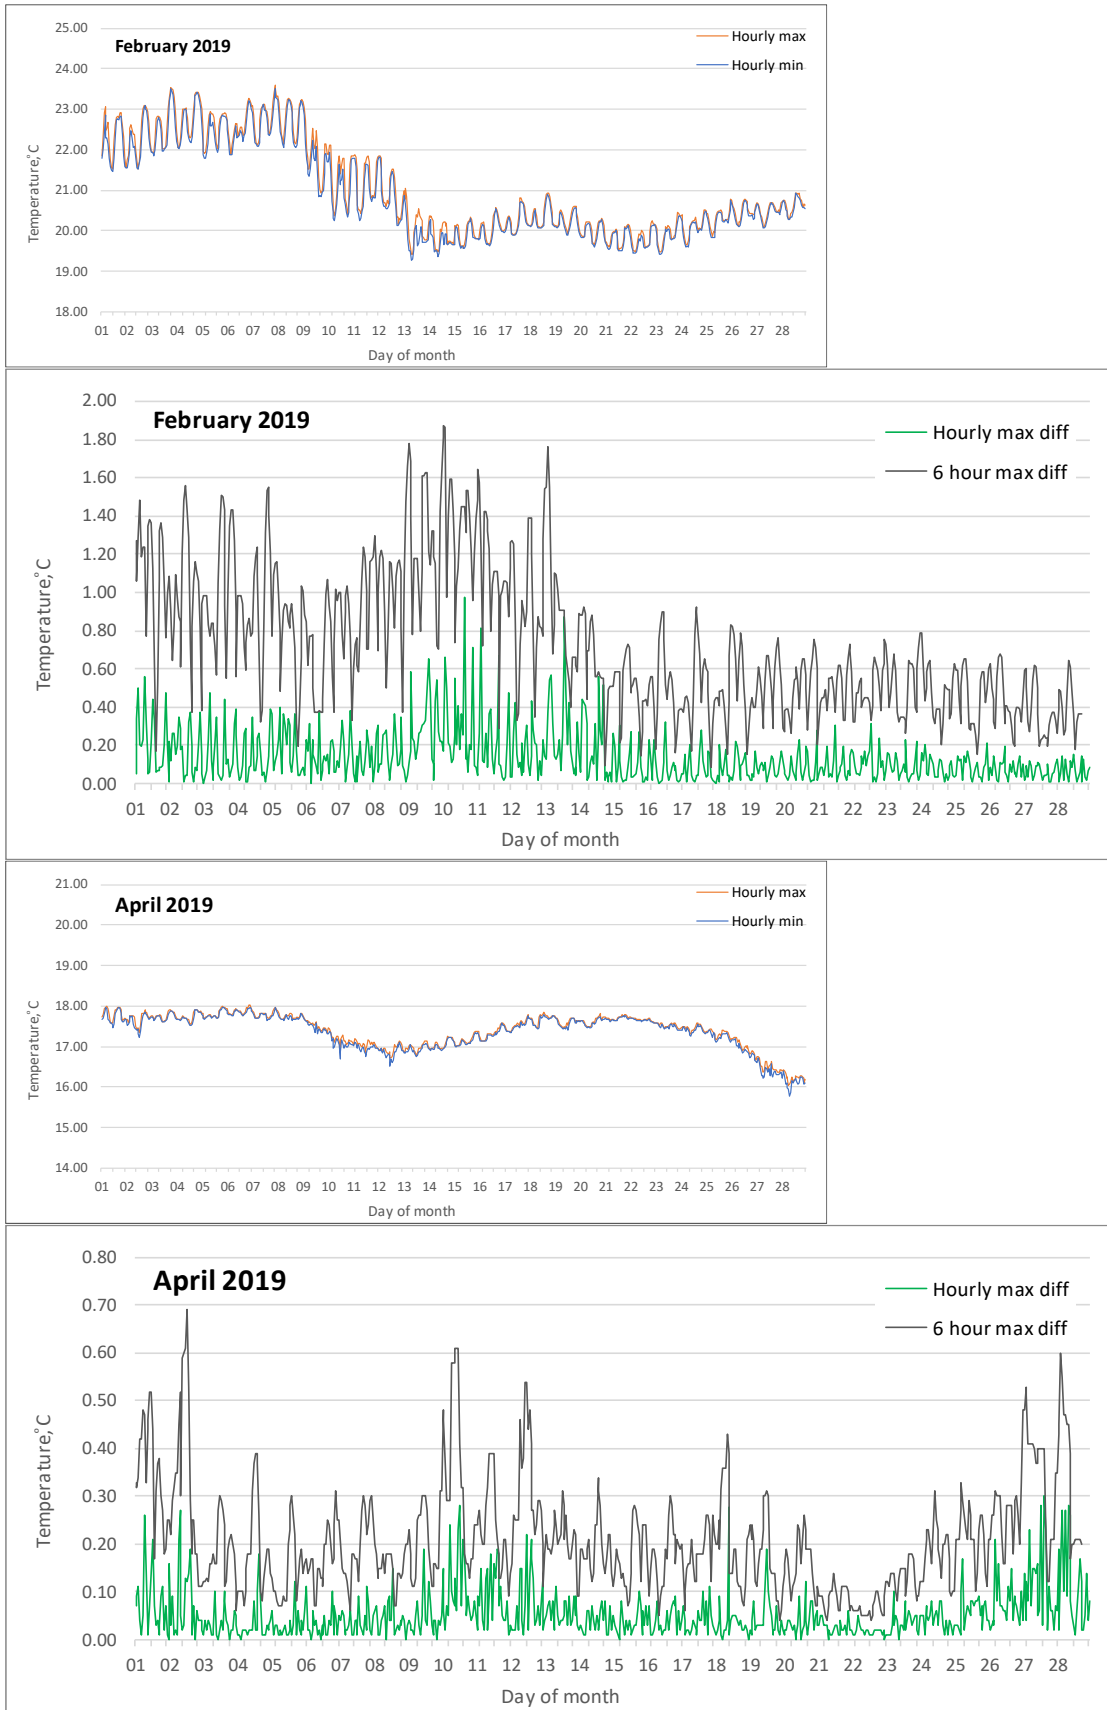 25.00
February 2019
Hourly max
Hourly min
24.00
23.00
22.00
21.00
20.00
19.00
18.00
Temperature,°C
01 02 03 04 05 06 07 08 09 10 11 12 13 14 15 16 17 18 19 20 21 22 23 24 25 26 27 28
Day of month
2.00
February 2019
Hourly max diff
6 hour max diff
1.80
1.60
1.40
1.20
1.00
0.80
0.60
0.40
0.20
0.00
Temperature,°C
01 02 03 04 05 06 07 08 09 10 11 12 13 14 15 16 17 18 19 20 21 22 23 24 25 26 27 28
Day of month
21.00
April 2019
Hourly max
Hourly min
20.00
19.00
18.00
17.00
16.00
15.00
14.00
Temperature,°C
01 02 03 04 05 06 07 08 09 10 11 12 13 14 15 16 17 18 19 20 21 22 23 24 25 26 27 28
Day of month
0.80
April 2019
Hourly max diff
6 hour max diff
0.70
0.60
0.50
0.40
0.30
0.20
0.10
0.00
Temperature,°C
01 02 03 04 05 06 07 08 09 10 11 12 13 14 15 16 17 18 19 20 21 22 23 24 25 26 27 28
Day of month